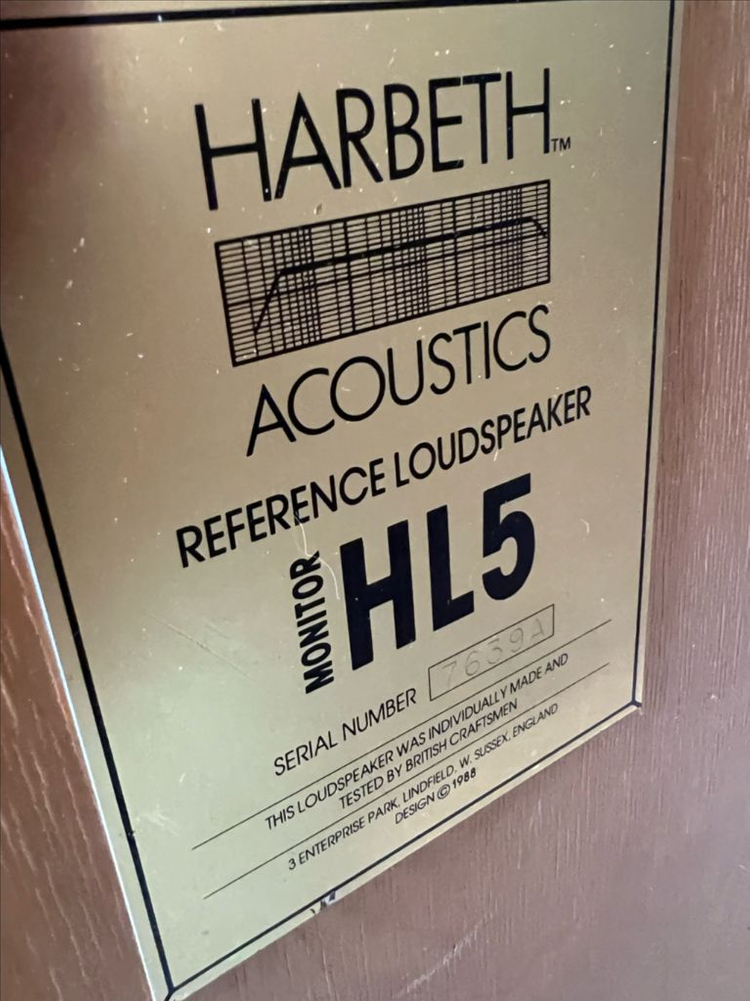 HARBETH™
ACOUSTICS
REFERENCE LOUDSPEAKER
MONITOR HL5
SERIAL NUMBER 7639A
THIS LOUDSPEAKER WAS INDIVIDUALLY MADE AND
TESTED BY BRITISH CRAFTSMEN
3 ENTERPRISE PARK, LINDFIELD, W. SUSSEX, ENGLAND
DESIGN © 1988